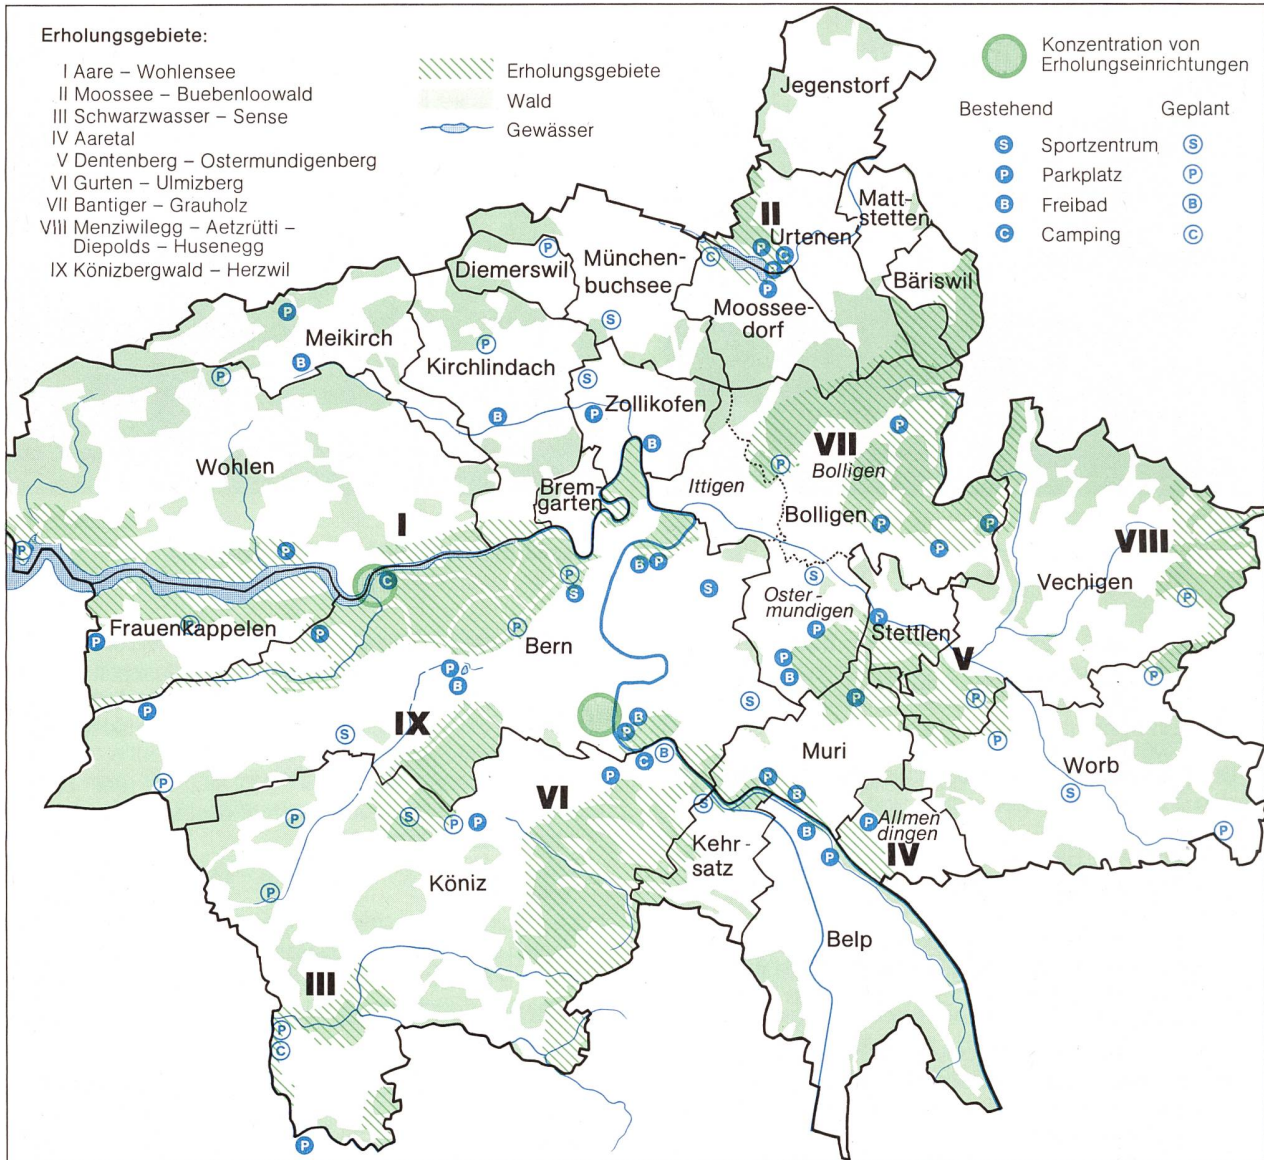 Erholungsgebiete:
I Aare – Wohlensee
II Moossee – Buebenloowald
III Schwarzwasser – Sense
IV Aaretal
V Dentenberg – Ostermundigenberg
VI Gurten – Ulmizberg
VII Bantiger – Grauholz
VIII Menziwilegg – Aetzrütti –
Diepolds – Husenegg
IX Könizbergwald – Herzwil
Erholungsgebiete
Wald
Gewässer
Konzentration von
Erholungseinrichtungen
Bestehend
Geplant
S Sportzentrum S
P Parkplatz P
B Freibad B
C Camping C
Jegenstorf
Matt-
stetten
II
Urtenen
Bäriswil
Diemerswil
München-
buchsee
Moossee-
dorf
Meikirch
Kirchlindach
Zollikofen
Wohlen
Brem-
garten
Ittigen
VII
Bolligen
Bolligen
I
VIII
Vechigen
Frauenkappelen
Bern
Oster-
mundigen
Stettlen
V
IX
Muri
Worb
VI
Allmen
dingen
IV
Köniz
Kehr-
satz
Belp
III